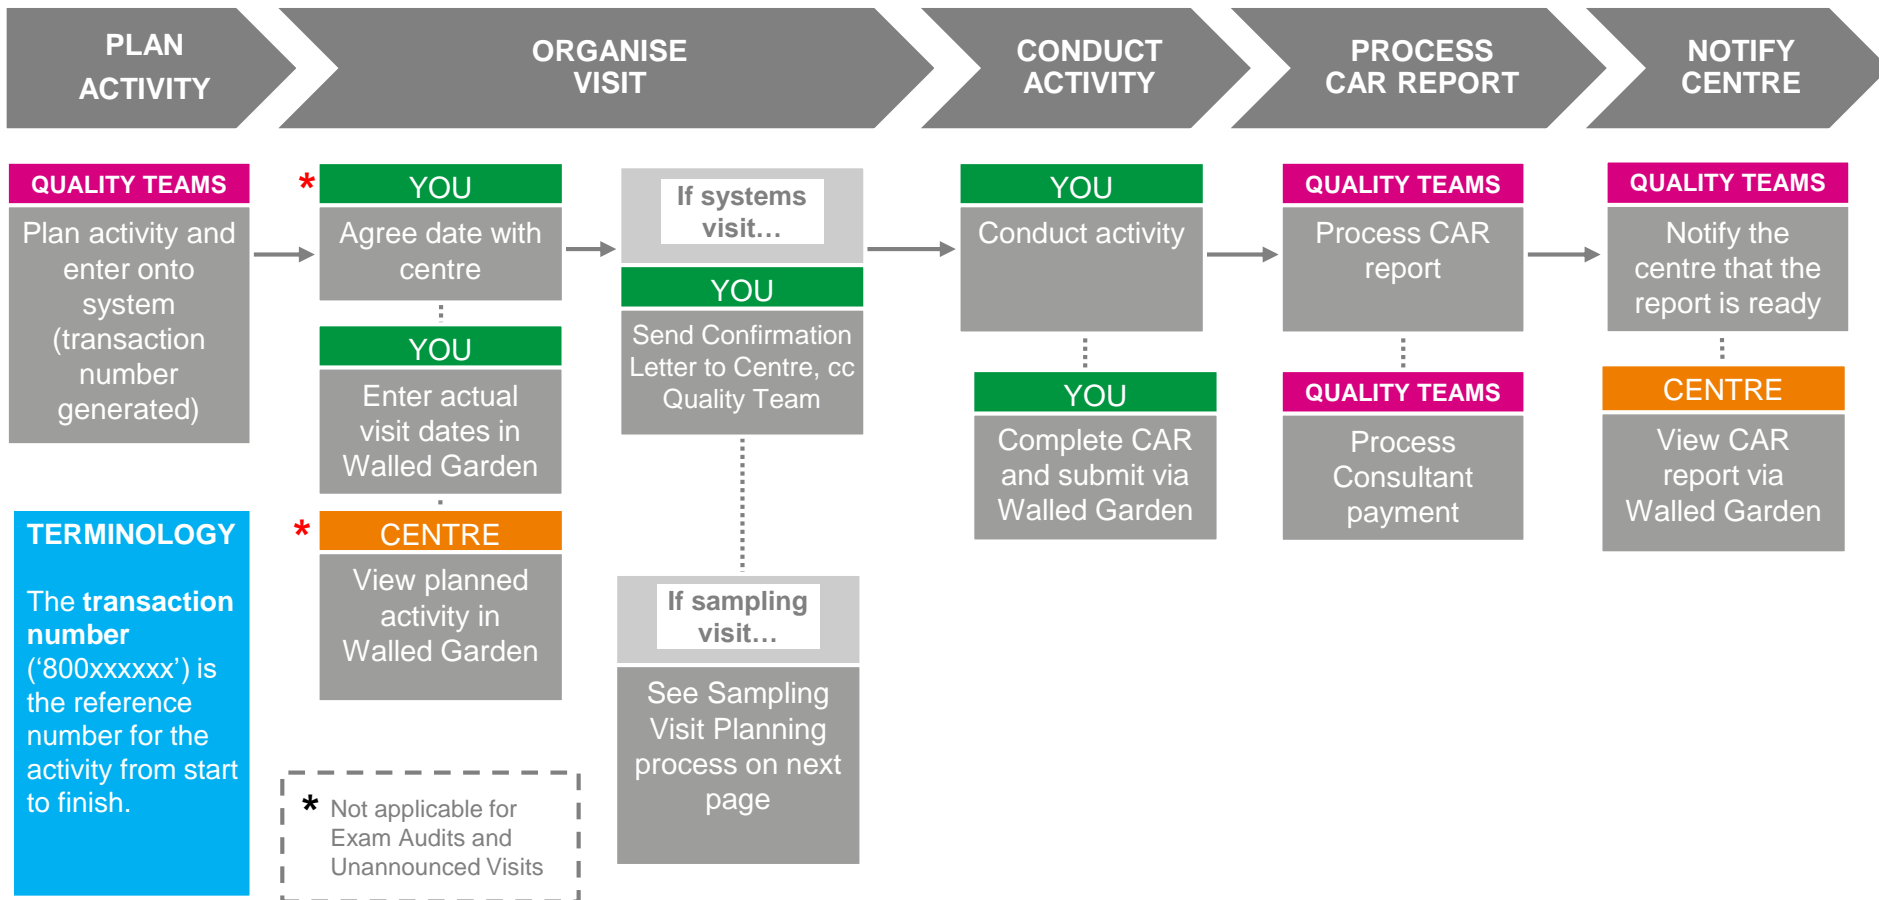 PLAN
ACTIVITY
ORGANISE
VISIT
CONDUCT
ACTIVITY
PROCESS
CAR REPORT
NOTIFY
CENTRE
QUALITY TEAMS
Plan activity and
enter onto
system
(transaction
number
generated)
TERMINOLOGY
The transaction
number
(‘800xxxxxx’) is
the reference
number for the
activity from start
to finish.
* YOU
Agree date with
centre
YOU
Enter actual
visit dates in
Walled Garden
* CENTRE
View planned
activity in
Walled Garden
* Not applicable for
Exam Audits and
Unannounced Visits
If systems
visit…
YOU
Send Confirmation
Letter to Centre, cc
Quality Team
If sampling
visit…
See Sampling
Visit Planning
process on next
page
YOU
Conduct activity
YOU
Complete CAR
and submit via
Walled Garden
QUALITY TEAMS
Process CAR
report
QUALITY TEAMS
Process
Consultant
payment
QUALITY TEAMS
Notify the
centre that the
report is ready
CENTRE
View CAR
report via
Walled Garden